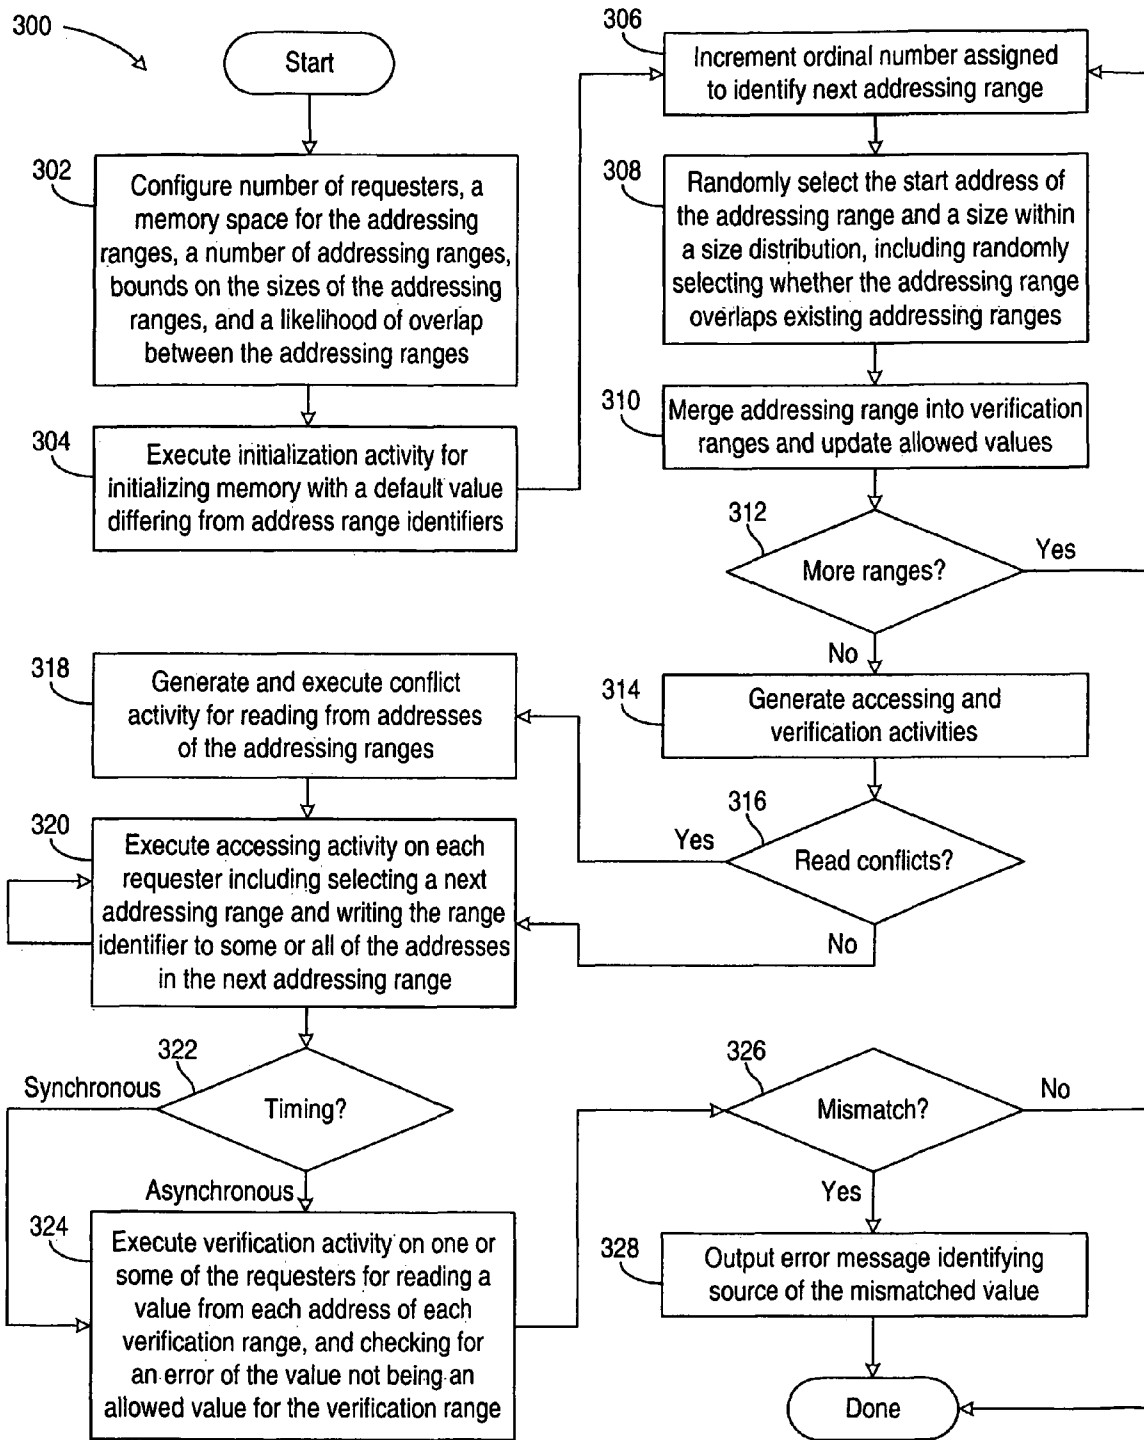 300
Start
302
Configure number of requesters, a
memory space for the addressing
ranges, a number of addressing ranges,
bounds on the sizes of the addressing
ranges, and a likelihood of overlap
between the addressing ranges
304
Execute initialization activity for
initializing memory with a default value
differing from address range identifiers
306
Increment ordinal number assigned
to identify next addressing range
308
Randomly select the start address of
the addressing range and a size within
a size distribution, including randomly
selecting whether the addressing range
overlaps existing addressing ranges
310
Merge addressing range into verification
ranges and update allowed values
312
More ranges?
Yes
No
314
Generate accessing and
verification activities
316
Read conflicts?
Yes
No
318
Generate and execute conflict
activity for reading from addresses
of the addressing ranges
320
Execute accessing activity on each
requester including selecting a next
addressing range and writing the range
identifier to some or all of the addresses
in the next addressing range
322
Timing?
Synchronous
Asynchronous
324
Execute verification activity on one or
some of the requesters for reading a
value from each address of each
verification range, and checking for
an error of the value not being an
allowed value for the verification range
326
Mismatch?
No
Yes
328
Output error message identifying
source of the mismatched value
Done